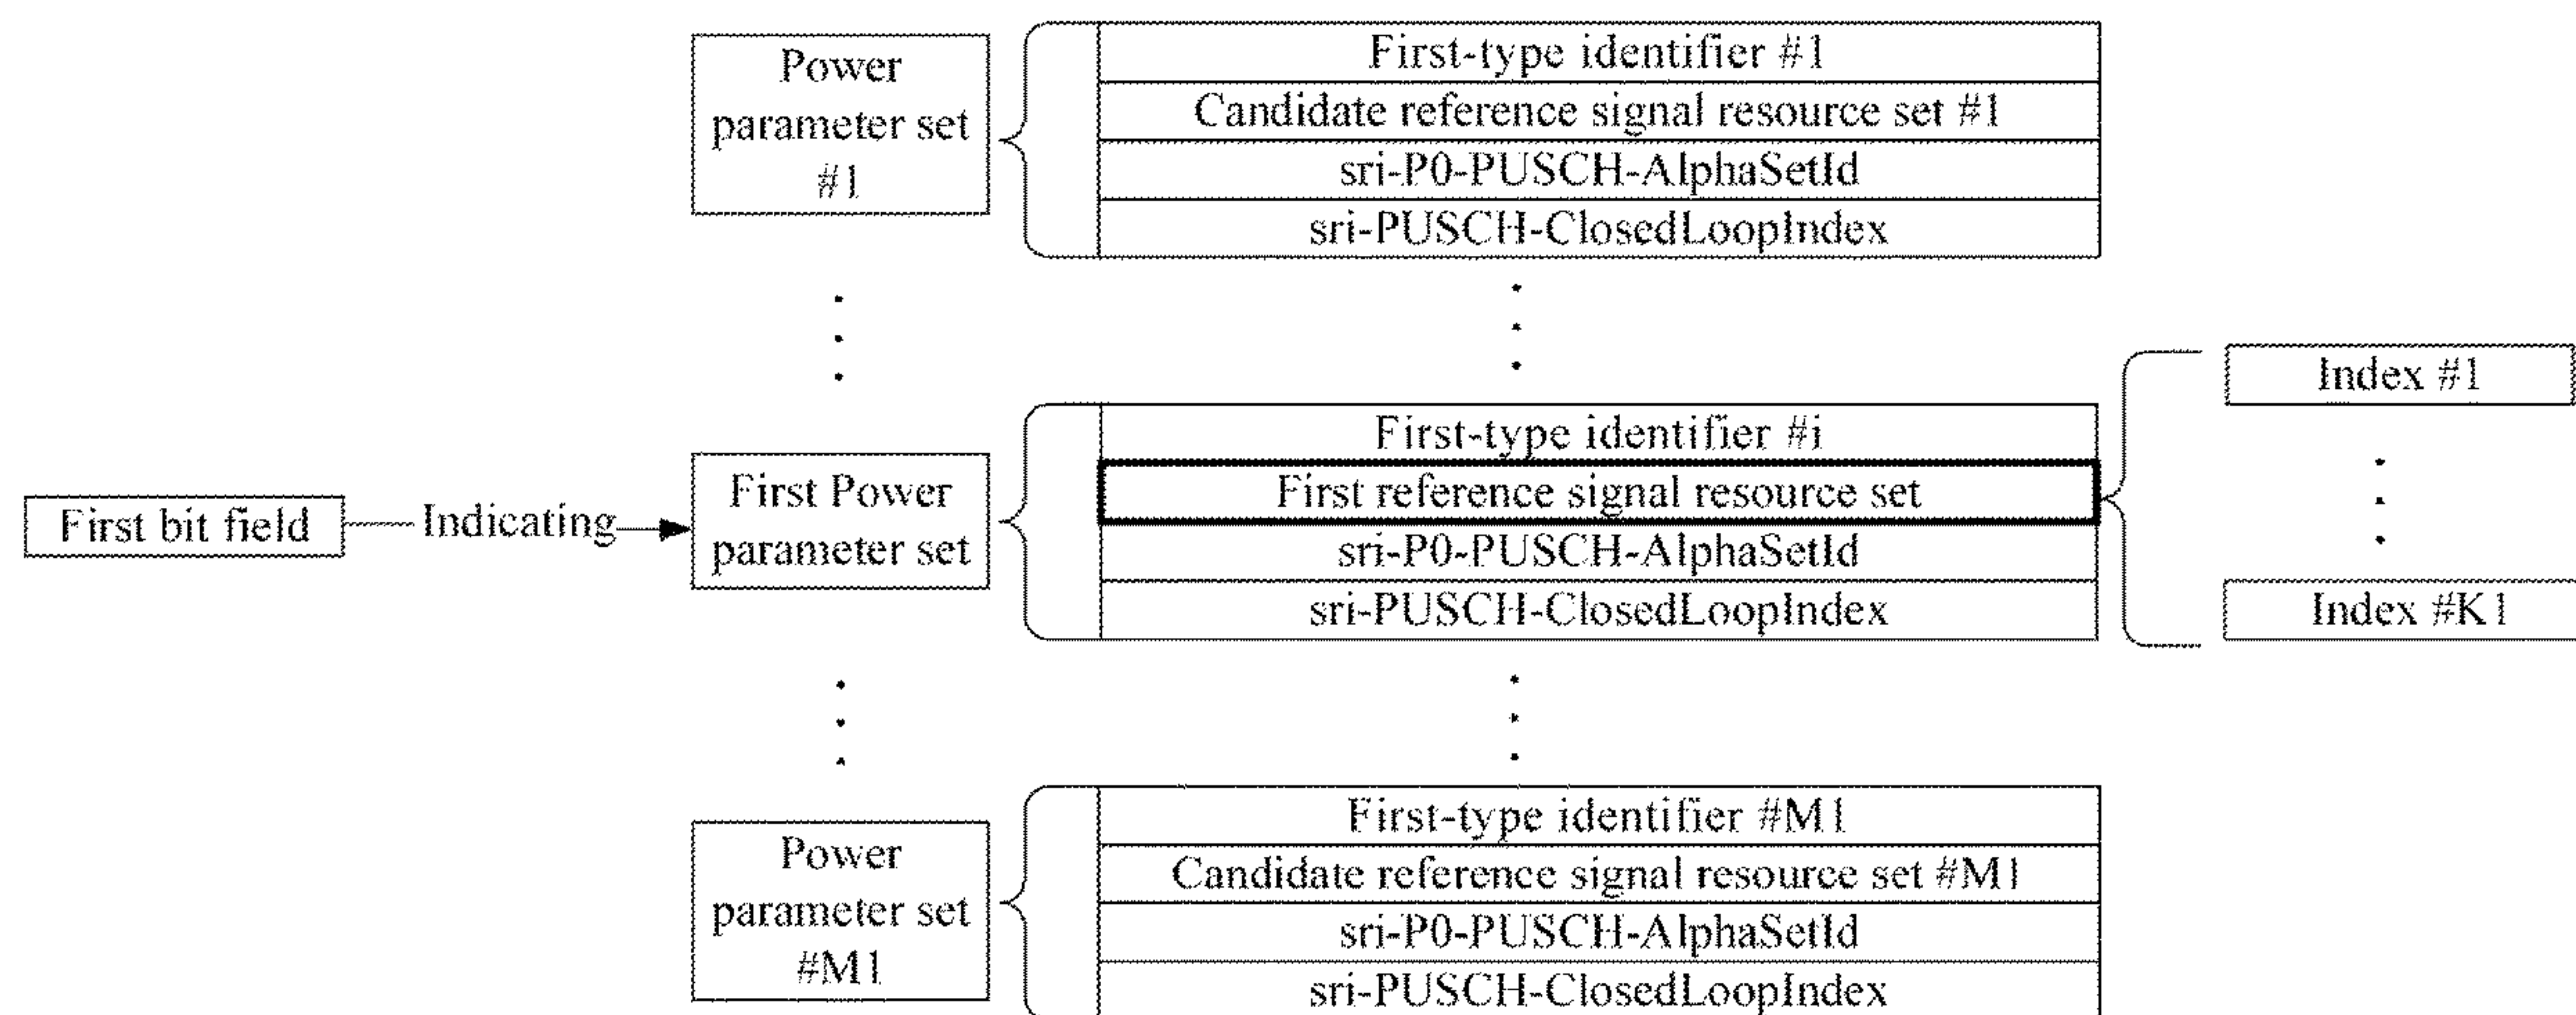 Power
parameter set
#1
First-type identifier #1
Candidate reference signal resource set #1
sri-P0-PUSCH-AlphaSetId
sri-PUSCH-ClosedLoopIndex
First bit field
Indicating
First Power
parameter set
First-type identifier #i
First reference signal resource set
sri-P0-PUSCH-AlphaSetId
sri-PUSCH-ClosedLoopIndex
Index #1
Index #K1
Power
parameter set
#M1
First-type identifier #M1
Candidate reference signal resource set #M1
sri-P0-PUSCH-AlphaSetId
sri-PUSCH-ClosedLoopIndex